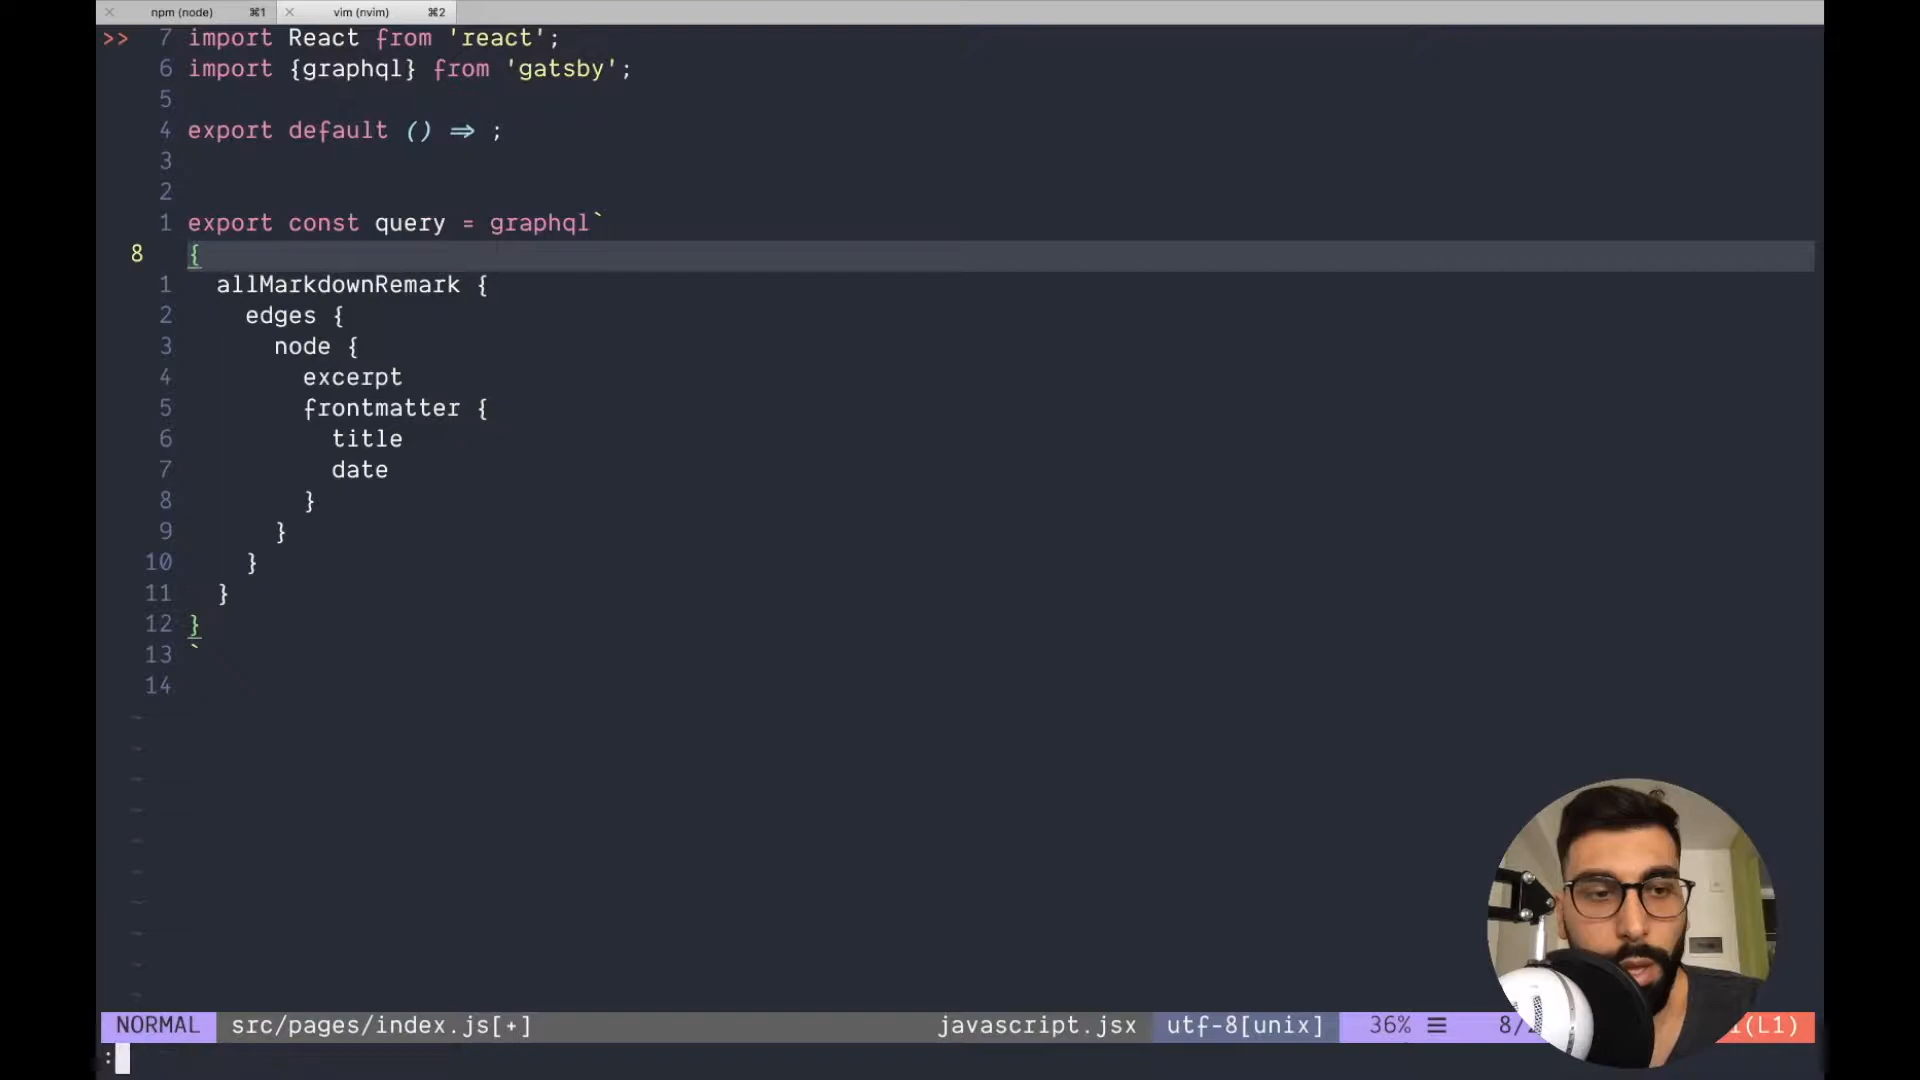 npm (node) ⌘1 vim (nvim) ⌘2
>> 7 import React from 'react';
6 import {graphql} from 'gatsby';
5
4 export default () => ;
3
2
1 export const query = graphql`
8 {
1 allMarkdownRemark {
2 edges {
3 node {
4 excerpt
5 frontmatter {
6 title
7 date
8 }
9 }
10 }
11 }
12 }
13 `
14
~
~
~
~
~
~
~
~
~
~
NORMAL src/pages/index.js[+] javascript.jsx utf-8[unix] 36% ☰ 8/ (L1)
: